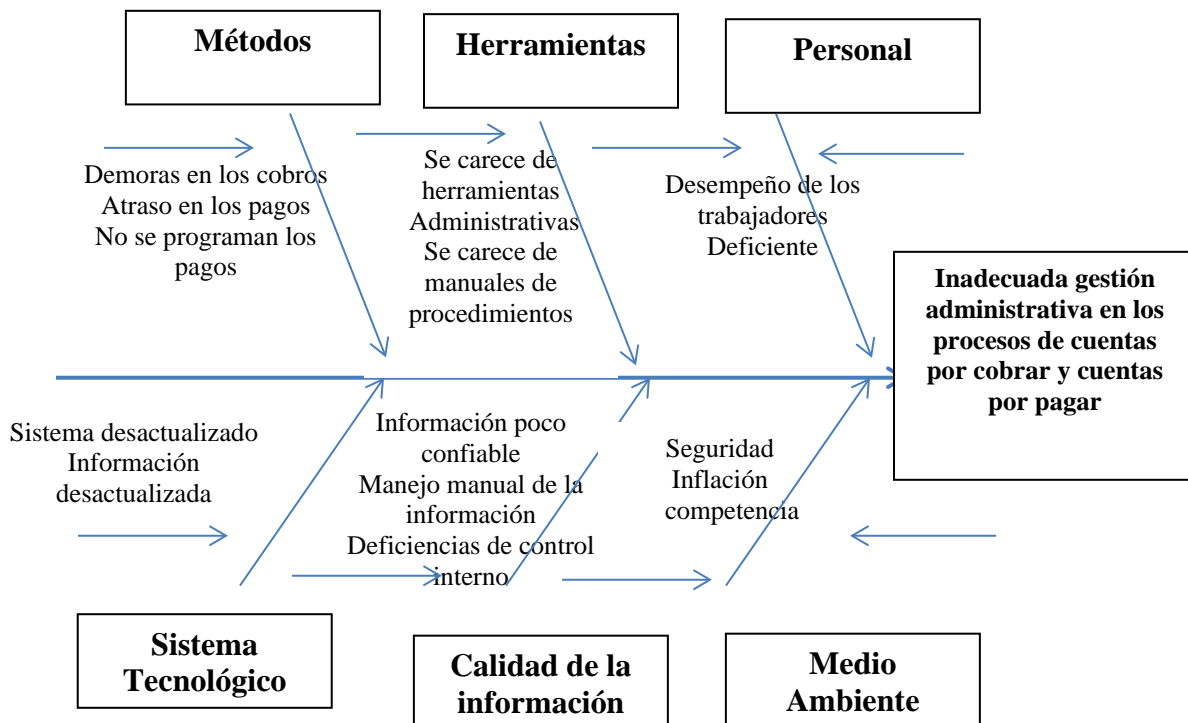 Métodos
Herramientas
Personal
Demoras en los cobros
Atraso en los pagos
No se programan los
pagos
Se carece de
herramientas
Administrativas
Se carece de
manuales de
procedimientos
Desempeño de los
trabajadores
Deficiente
Inadecuada gestión
administrativa en los
procesos de cuentas
por cobrar y cuentas
por pagar
Sistema desactualizado
Información
desactualizada
Información poco
confiable
Manejo manual de la
información
Deficiencias de control
interno
Seguridad
Inflación
competencia
Sistema
Tecnológico
Calidad de la
información
Medio
Ambiente